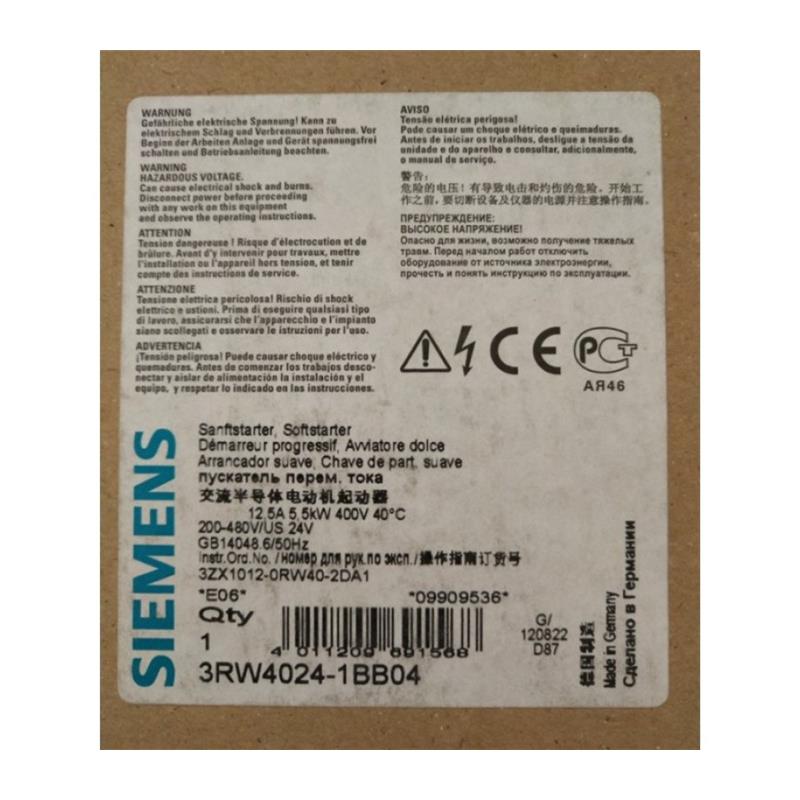 WARNUNG
Gefährliche elektrische Spannung! Kann zu
elektrischem Schlag und Verbrennungen führen. Vor
Beginn der Arbeiten Anlage und Gerät spannungsfrei
schalten und Betriebsanleitung beachten.
WARNING
HAZARDOUS VOLTAGE.
Can cause electrical shock and burns.
Disconnect power before proceeding
with any work on this equipment
and observe the operating instructions.
ATTENTION
Tension dangereuse ! Risque d'électrocution et de
brûlure. Avant d'y intervenir pour travaux, mettre
l'installation ou l'appareil hors tension, et tenir
compte des instructions de service.
ATTENZIONE
Tensione elettrica pericolosa! Rischio di shock
elettrico e ustioni. Prima di eseguire qualsiasi tipo
di lavoro, assicurarsi che l'apparecchio e l'impianto
siano scollegati e osservare le istruzioni per l'uso.
ADVERTENCIA
¡Tensión peligrosa! Puede causar choque eléctrico y
quemaduras. Antes de comenzar los trabajos desco-
nectar y aislar de alimentación la instalación y el
equipo, y respetar lo indicado en las instrucciones.
AVISO
Tensão elétrica perigosa!
Pode causar um choque elétrico e queimaduras.
Antes de iniciar os trabalhos, desligue a tensão da
unidade e do aparelho e consultar, adicionalmente,
o manual de serviço.
警告:
危险的电压! 有导致电击和灼伤的危险。开始工
作之前,要切断设备及仪器的电源并注意操作指南。
ПРЕДУПРЕЖДЕНИЕ:
ВЫСОКОЕ НАПРЯЖЕНИЕ!
Опасно для жизни, возможно получение тяжелых
травм. Перед началом работ отключить
оборудование от источника электроэнергии,
прочесть и понять инструкцию по эксплуатации.
CE
РСТ
АЯ46
SIEMENS
Sanftstarter, Softstarter
Démarreur progressif, Avviatore dolce
Arrancador suave, Chave de part. suave
пускатель перем. тока
交流半导体电动机起动器
12,5A 5,5kW 400V 40°C
200-480V/US 24V
GB14048.6/50Hz
Instr.Ord.No. /номер для рук.по эксп./操作指南订货号
3ZX1012-0RW40-2DA1
*E06*
*09909536*
Qty
1
4 011209 691568
3RW4024-1BB04
G/
120822
D87
德国制造
Made in Germany
Сделано в Германии